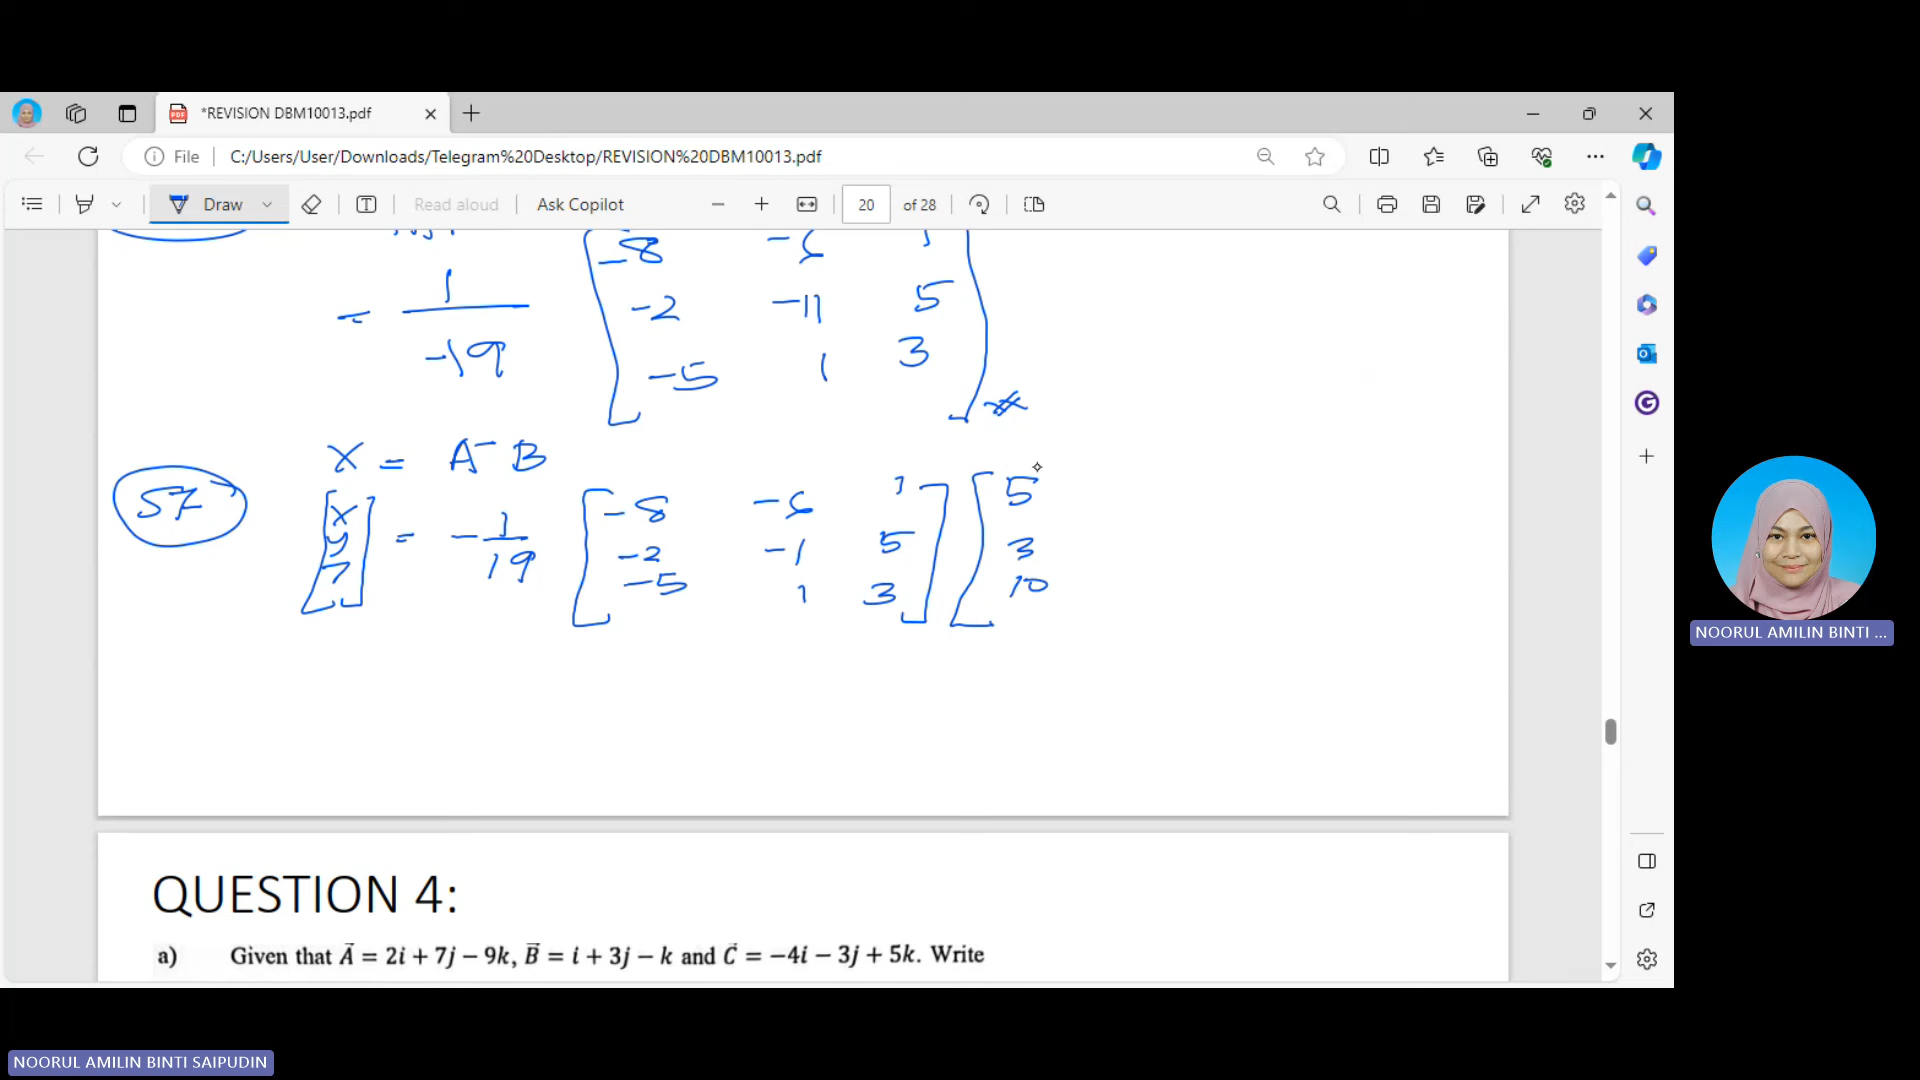 *REVISION DBM10013.pdf
File C:/Users/User/Downloads/Telegram%20Desktop/REVISION%20DBM10013.pdf
Draw Read aloud Ask Copilot 20 of 28
-8 -6 1
= 1 / -19 -2 -11 5
-5 1 3
X = A⁻ B
S7
[x y z] = -1/19 [-8 -6 1
-2 -1 5
-5 1 3] [5
3
10
QUESTION 4:
a) Given that A⃗ = 2i + 7j − 9k, B⃗ = i + 3j − k and C⃗ = −4i − 3j + 5k. Write
NOORUL AMILIN BINTI ...
NOORUL AMILIN BINTI SAIPUDIN